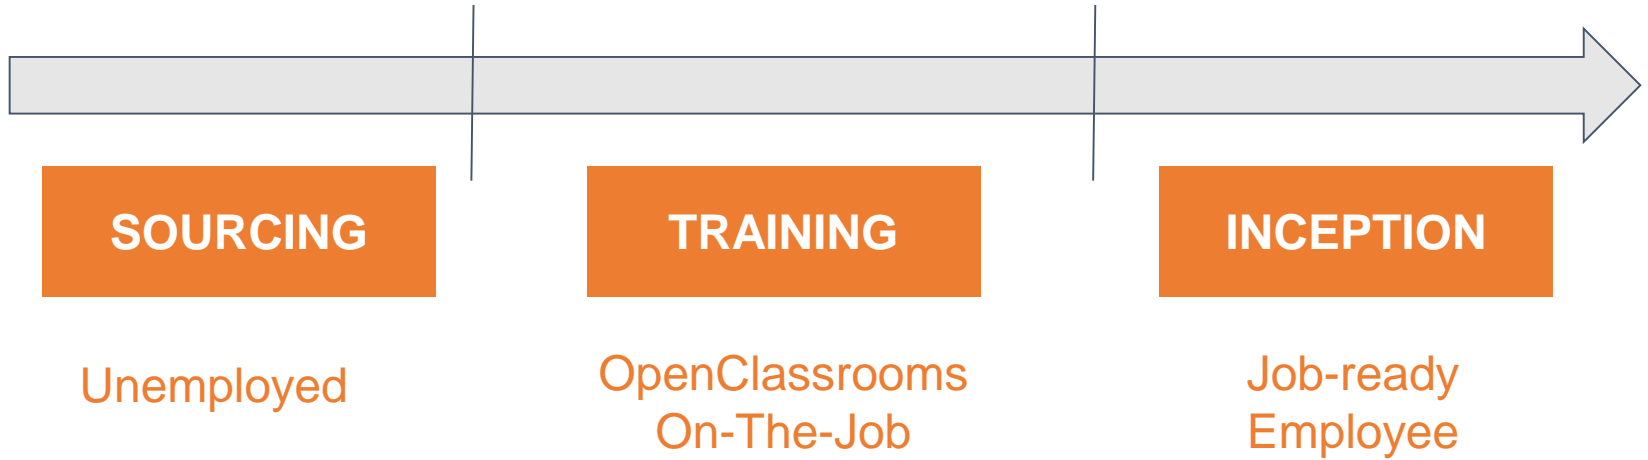 SOURCING
TRAINING
INCEPTION
Unemployed
OpenClassrooms
On-The-Job
Job-ready
Employee